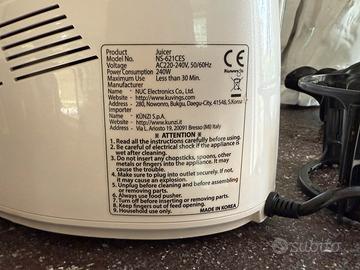 Product Juicer
Model No. NS-621CES
Voltage AC220-240V, 50/60Hz
Power Consumption 240W
Maximum Use Less than 30 Min.
Manufacturer
- Name NUC Electronics Co., Ltd.
- Website http://www.kuvings.com
- Address 280, Nowonro, Bukgu, Daegu-City, 41545, S.Korea
Importers
- Name KÜNZI S.p.A.
- Website http://www.kunzi.it
- Address Via L. Ariosto 19, 20091 Bresso (MI) Italy
ATTENTION
1. Read all the instructions carefully before using.
2. Be careful of electrical shock if the appliance is wet after cleaning.
3. Do not insert any chopsticks, spoons, other metals or fingers into the appliance. it may cause the trouble.
4. Make sure to plug into outlet securely. If not, it may cause an explosion.
5. Unplug before cleaning and before assembling or removing parts.
6. Always use food pusher.
7. Turn off before inserting or removing parts.
8. Keep fingers out of feed opening.
9. Household use only.
MADE IN KOREA
CE
subito